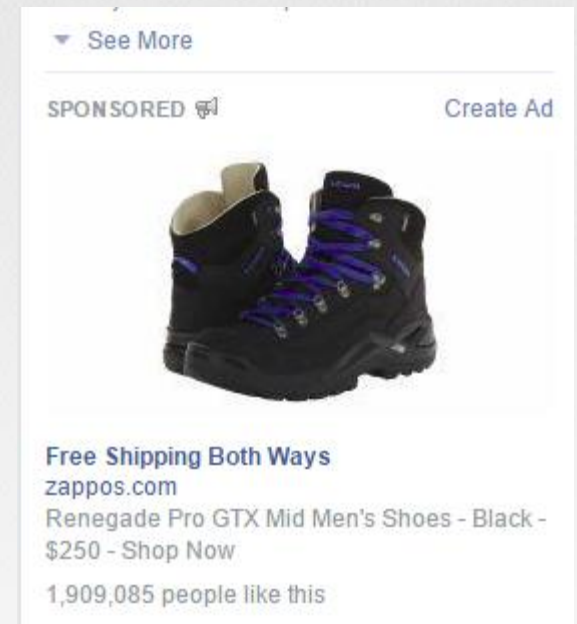 See More
SPONSORED
Create Ad
LOWA
Free Shipping Both Ways
zappos.com
Renegade Pro GTX Mid Men's Shoes - Black -
$250 - Shop Now
1,909,085 people like this